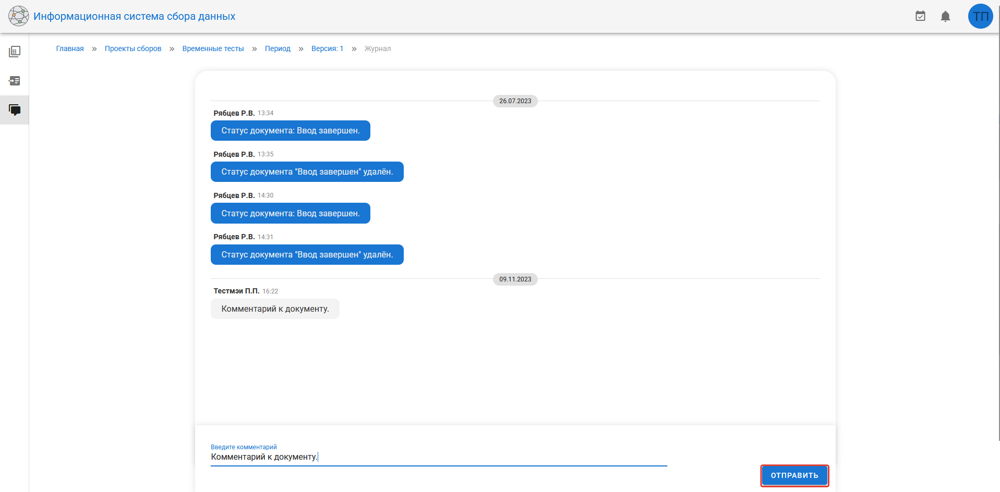 Информационная система сбора данных
ТП
Главная » Проекты сборов » Временные тесты » Период » Версия: 1 » Журнал
26.07.2023
Рябцев Р.В. 13:34
Статус документа: Ввод завершен.
Рябцев Р.В. 13:35
Статус документа "Ввод завершен" удалён.
Рябцев Р.В. 14:30
Статус документа: Ввод завершен.
Рябцев Р.В. 14:31
Статус документа "Ввод завершен" удалён.
09.11.2023
Тестмэи П.П. 16:22
Комментарий к документу.
Введите комментарий
Комментарий к документу.
ОТПРАВИТЬ